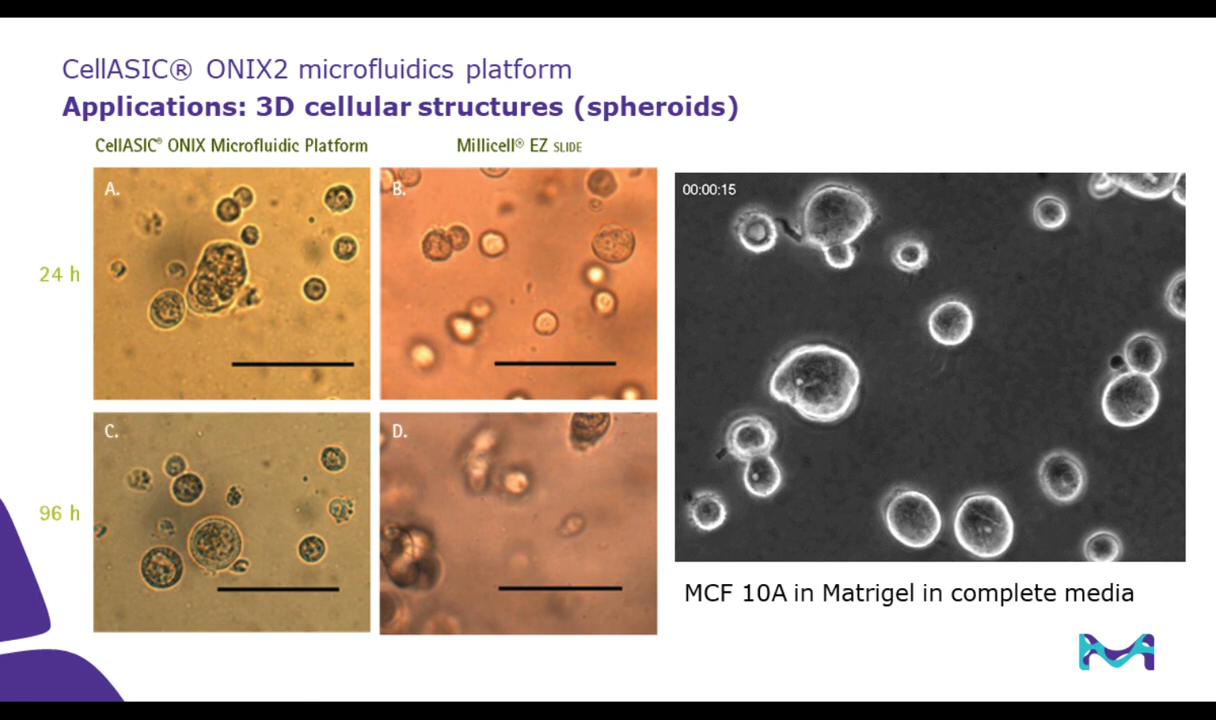 CellASIC® ONIX2 microfluidics platform
Applications: 3D cellular structures (spheroids)
CellASIC® ONIX Microfluidic Platform
Millicell® EZ SLIDE
A.
B.
00:00:15
24 h
C.
D.
96 h
MCF 10A in Matrigel in complete media